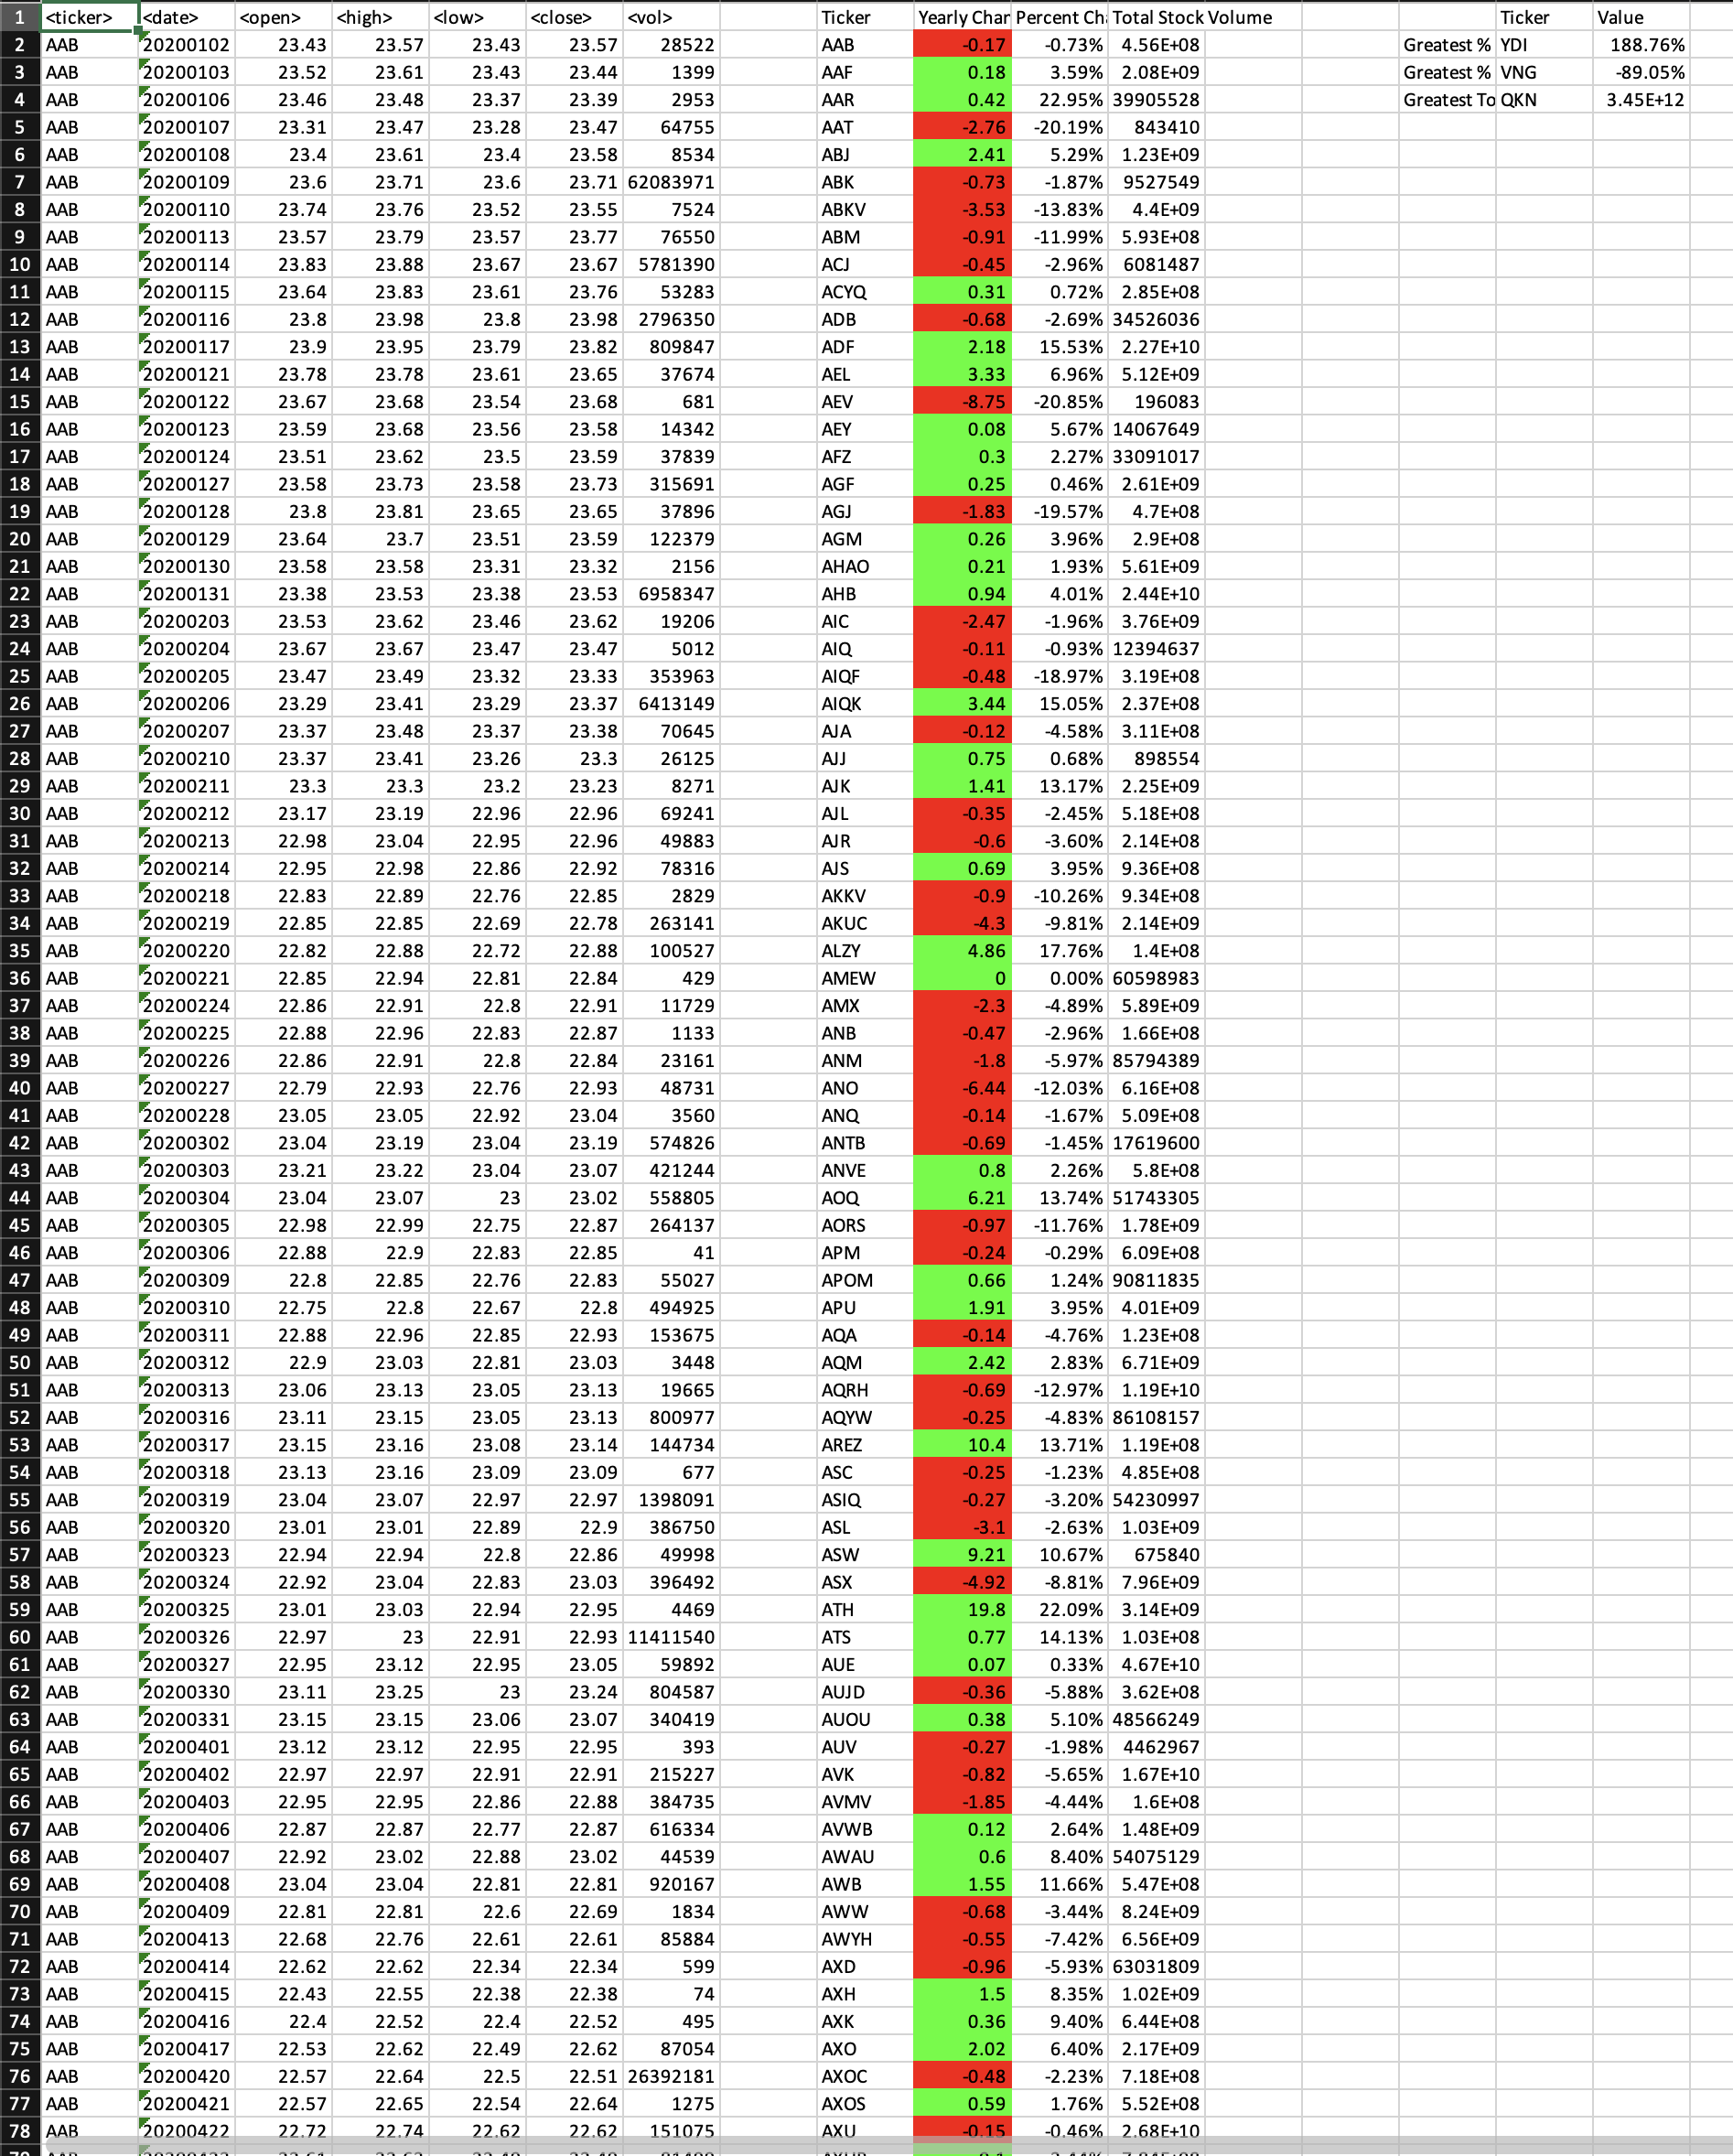 1 <ticker> <date> <open> <high> <low> <close> <vol> Ticker Yearly Chan Percent Ch Total Stock Volume Ticker Value
2 AAB 20200102 23.43 23.57 23.43 23.57 28522 AAB -0.17 -0.73% 4.56E+08 Greatest % YDI 188.76%
3 AAB 20200103 23.52 23.61 23.43 23.44 1399 AAF 0.18 3.59% 2.08E+09 Greatest % VNG -89.05%
4 AAB 20200106 23.46 23.48 23.37 23.39 2953 AAR 0.42 22.95% 39905528 Greatest To QKN 3.45E+12
5 AAB 20200107 23.31 23.47 23.28 23.47 64755 AAT -2.76 -20.19% 843410
6 AAB 20200108 23.4 23.61 23.4 23.58 8534 ABJ 2.41 5.29% 1.23E+09
7 AAB 20200109 23.6 23.71 23.6 23.71 62083971 ABK -0.73 -1.87% 9527549
8 AAB 20200110 23.74 23.76 23.52 23.55 7524 ABKV -3.53 -13.83% 4.4E+09
9 AAB 20200113 23.57 23.79 23.57 23.77 76550 ABM -0.91 -11.99% 5.93E+08
10 AAB 20200114 23.83 23.88 23.67 23.67 5781390 ACJ -0.45 -2.96% 6081487
11 AAB 20200115 23.64 23.83 23.61 23.76 53283 ACYQ 0.31 0.72% 2.85E+08
12 AAB 20200116 23.8 23.98 23.8 23.98 2796350 ADB -0.68 -2.69% 34526036
13 AAB 20200117 23.9 23.95 23.79 23.82 809847 ADF 2.18 15.53% 2.27E+10
14 AAB 20200121 23.78 23.78 23.61 23.65 37674 AEL 3.33 6.96% 5.12E+09
15 AAB 20200122 23.67 23.68 23.54 23.68 681 AEV -8.75 -20.85% 196083
16 AAB 20200123 23.59 23.68 23.56 23.58 14342 AEY 0.08 5.67% 14067649
17 AAB 20200124 23.51 23.62 23.5 23.59 37839 AFZ 0.3 2.27% 33091017
18 AAB 20200127 23.58 23.73 23.58 23.73 315691 AGF 0.25 0.46% 2.61E+09
19 AAB 20200128 23.8 23.81 23.65 23.65 37896 AGJ -1.83 -19.57% 4.7E+08
20 AAB 20200129 23.64 23.7 23.51 23.59 122379 AGM 0.26 3.96% 2.9E+08
21 AAB 20200130 23.58 23.58 23.31 23.32 2156 AHAO 0.21 1.93% 5.61E+09
22 AAB 20200131 23.38 23.53 23.38 23.53 6958347 AHB 0.94 4.01% 2.44E+10
23 AAB 20200203 23.53 23.62 23.46 23.62 19206 AIC -2.47 -1.96% 3.76E+09
24 AAB 20200204 23.67 23.67 23.47 23.47 5012 AIQ -0.11 -0.93% 12394637
25 AAB 20200205 23.47 23.49 23.32 23.33 353963 AIQF -0.48 -18.97% 3.19E+08
26 AAB 20200206 23.29 23.41 23.29 23.37 6413149 AIQK 3.44 15.05% 2.37E+08
27 AAB 20200207 23.37 23.48 23.37 23.38 70645 AJA -0.12 -4.58% 3.11E+08
28 AAB 20200210 23.37 23.41 23.26 23.3 26125 AJJ 0.75 0.68% 898554
29 AAB 20200211 23.3 23.3 23.2 23.23 8271 AJK 1.41 13.17% 2.25E+09
30 AAB 20200212 23.17 23.19 22.96 22.96 69241 AJL -0.35 -2.45% 5.18E+08
31 AAB 20200213 22.98 23.04 22.95 22.96 49883 AJR -0.6 -3.60% 2.14E+08
32 AAB 20200214 22.95 22.98 22.86 22.92 78316 AJS 0.69 3.95% 9.36E+08
33 AAB 20200218 22.83 22.89 22.76 22.85 2829 AKKV -0.9 -10.26% 9.34E+08
34 AAB 20200219 22.85 22.85 22.69 22.78 263141 AKUC -4.3 -9.81% 2.14E+09
35 AAB 20200220 22.82 22.88 22.72 22.88 100527 ALZY 4.86 17.76% 1.4E+08
36 AAB 20200221 22.85 22.94 22.81 22.84 429 AMEW 0 0.00% 60598983
37 AAB 20200224 22.86 22.91 22.8 22.91 11729 AMX -2.3 -4.89% 5.89E+09
38 AAB 20200225 22.88 22.96 22.83 22.87 1133 ANB -0.47 -2.96% 1.66E+08
39 AAB 20200226 22.86 22.91 22.8 22.84 23161 ANM -1.8 -5.97% 85794389
40 AAB 20200227 22.79 22.93 22.76 22.93 48731 ANO -6.44 -12.03% 6.16E+08
41 AAB 20200228 23.05 23.05 22.92 23.04 3560 ANQ -0.14 -1.67% 5.09E+08
42 AAB 20200302 23.04 23.19 23.04 23.19 574826 ANTB -0.69 -1.45% 17619600
43 AAB 20200303 23.21 23.22 23.04 23.07 421244 ANVE 0.8 2.26% 5.8E+08
44 AAB 20200304 23.04 23.07 23 23.02 558805 AOQ 6.21 13.74% 51743305
45 AAB 20200305 22.98 22.99 22.75 22.87 264137 AORS -0.97 -11.76% 1.78E+09
46 AAB 20200306 22.88 22.9 22.83 22.85 41 APM -0.24 -0.29% 6.09E+08
47 AAB 20200309 22.8 22.85 22.76 22.83 55027 APOM 0.66 1.24% 90811835
48 AAB 20200310 22.75 22.8 22.67 22.8 494925 APU 1.91 3.95% 4.01E+09
49 AAB 20200311 22.88 22.96 22.85 22.93 153675 AQA -0.14 -4.76% 1.23E+08
50 AAB 20200312 22.9 23.03 22.81 23.03 3448 AQM 2.42 2.83% 6.71E+09
51 AAB 20200313 23.06 23.13 23.05 23.13 19665 AQRH -0.69 -12.97% 1.19E+10
52 AAB 20200316 23.11 23.15 23.05 23.13 800977 AQYW -0.25 -4.83% 86108157
53 AAB 20200317 23.15 23.16 23.08 23.14 144734 AREZ 10.4 13.71% 1.19E+08
54 AAB 20200318 23.13 23.16 23.09 23.09 677 ASC -0.25 -1.23% 4.85E+08
55 AAB 20200319 23.04 23.07 22.97 22.97 1398091 ASIQ -0.27 -3.20% 54230997
56 AAB 20200320 23.01 23.01 22.89 22.9 386750 ASL -3.1 -2.63% 1.03E+09
57 AAB 20200323 22.94 22.94 22.8 22.86 49998 ASW 9.21 10.67% 675840
58 AAB 20200324 22.92 23.04 22.83 23.03 396492 ASX -4.92 -8.81% 7.96E+09
59 AAB 20200325 23.01 23.03 22.94 22.95 4469 ATH 19.8 22.09% 3.14E+09
60 AAB 20200326 22.97 23 22.91 22.93 11411540 ATS 0.77 14.13% 1.03E+08
61 AAB 20200327 22.95 23.12 22.95 23.05 59892 AUE 0.07 0.33% 4.67E+10
62 AAB 20200330 23.11 23.25 23 23.24 804587 AUJD -0.36 -5.88% 3.62E+08
63 AAB 20200331 23.15 23.15 23.06 23.07 340419 AUOU 0.38 5.10% 48566249
64 AAB 20200401 23.12 23.12 22.95 22.95 393 AUV -0.27 -1.98% 4462967
65 AAB 20200402 22.97 22.97 22.91 22.91 215227 AVK -0.82 -5.65% 1.67E+10
66 AAB 20200403 22.95 22.95 22.86 22.88 384735 AVMV -1.85 -4.44% 1.6E+08
67 AAB 20200406 22.87 22.87 22.77 22.87 616334 AVWB 0.12 2.64% 1.48E+09
68 AAB 20200407 22.92 23.02 22.88 23.02 44539 AWAU 0.6 8.40% 54075129
69 AAB 20200408 23.04 23.04 22.81 22.81 920167 AWB 1.55 11.66% 5.47E+08
70 AAB 20200409 22.81 22.81 22.6 22.69 1834 AWW -0.68 -3.44% 8.24E+09
71 AAB 20200413 22.68 22.76 22.61 22.61 85884 AWYH -0.55 -7.42% 6.56E+09
72 AAB 20200414 22.62 22.62 22.34 22.34 599 AXD -0.96 -5.93% 63031809
73 AAB 20200415 22.43 22.55 22.38 22.38 74 AXH 1.5 8.35% 1.02E+09
74 AAB 20200416 22.4 22.52 22.4 22.52 495 AXK 0.36 9.40% 6.44E+08
75 AAB 20200417 22.53 22.62 22.49 22.62 87054 AXO 2.02 6.40% 2.17E+09
76 AAB 20200420 22.57 22.64 22.5 22.51 26392181 AXOC -0.48 -2.23% 7.18E+08
77 AAB 20200421 22.57 22.65 22.54 22.64 1275 AXOS 0.59 1.76% 5.52E+08
78 AAB 20200422 22.72 22.74 22.62 22.62 151075 AXU -0.15 -0.46% 2.68E+10